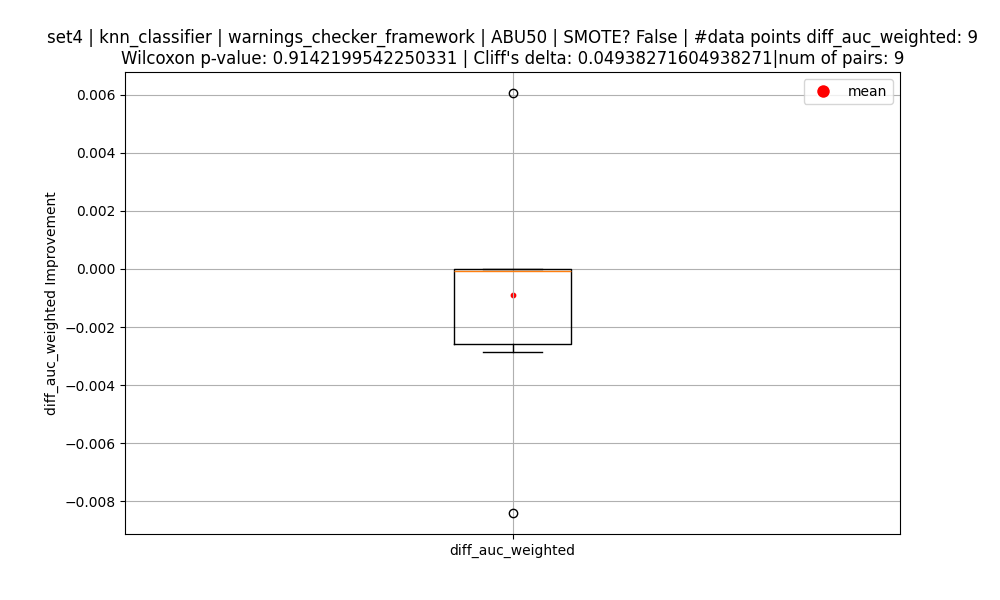 set4 | knn_classifier | warnings_checker_framework | ABU50 | SMOTE? False | #data points diff_auc_weighted: 9
Wilcoxon p-value: 0.9142199542250331 | Cliff's delta: 0.04938271604938271|num of pairs: 9
mean
0.006
0.004
0.002
0.000
−0.002
−0.004
−0.006
−0.008
diff_auc_weighted Improvement
diff_auc_weighted